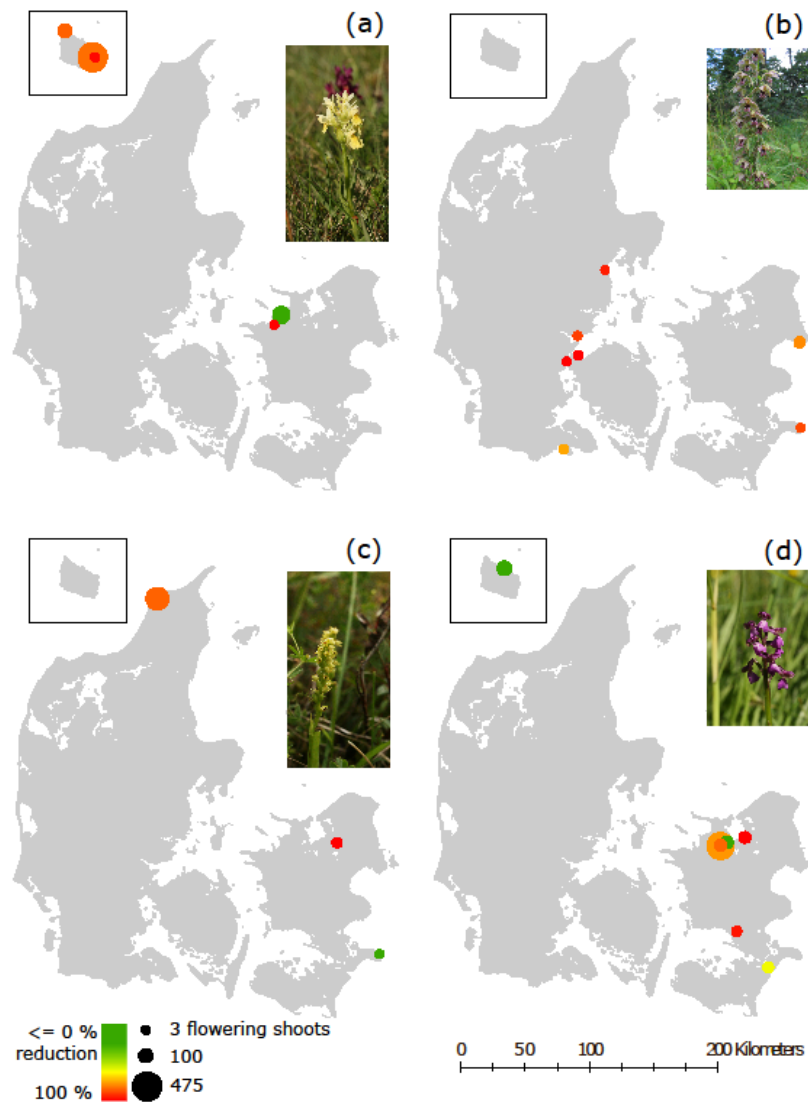 (a)
(b)
(c)
(d)
<= 0 %
reduction
100 %
3 flowering shoots
100
475
0 50 100 200 Kilometers